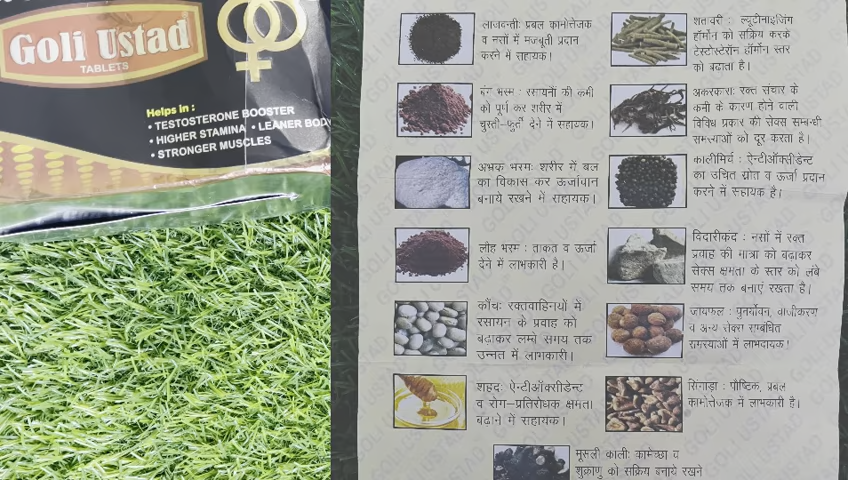 Goli Ustad
TABLETS
Helps in :
• TESTOSTERONE BOOSTER
• HIGHER STAMINA • LEANER BODY
• STRONGER MUSCLES
लाजवन्तीः प्रबल कामोत्तेजक
व नसों में मजबूती प्रदान
करने में सहायक।
बंग भस्म : रसायनों की कमी
को पूर्ण कर शरीर में
चुस्ती-फुर्ती देने में सहायक।
अभ्रक भस्मः शरीर में बल
का विकास कर ऊर्जावान
बनाये रखने में सहायक।
लौह भस्म : ताकत व ऊर्जा
देने में लाभकारी है।
कौंचः रक्तवाहिनयों में
रसायन के प्रवाह को
बढ़ाकर लम्बे समय तक
उन्नत में लाभकारी।
शहदः ऐन्टीऑक्सीडेन्ट
व रोग-प्रतिरोधक क्षमता
बढ़ाने में सहायक।
शतावरी : ल्यूटीनाइजिंग
हॉर्मोन को सक्रिय करके
टेस्टोस्टेरॉन हॉर्मोन स्तर
को बढ़ाता है।
अकरकराः रक्त संचार के
कमी के कारण होने वाली
विविध प्रकार की सेक्स सम्बन्धी
समस्याओं को दूर करता है।
कालीमिर्च : ऐन्टीऑक्सीडेन्ट
का उचित स्रोत व ऊर्जा प्रदान
करने में सहायक है।
विदारीकंद : नसों में रक्त
प्रवाह की मात्रा को बढ़ाकर
सेक्स क्षमता के स्तर को लंबे
समय तक बनाएं रखता है।
जायफल : पुनर्योवन, वाजीकरण
व अन्य सेक्स सम्बंधित
समस्याओं में लाभदायक।
सिंगाड़ा : पौष्टिक, प्रबल
कामोत्तेजक में लाभकारी है।
मूसली कालीः कामेच्छा व
शुक्राणु को सक्रिय बनाये रखने